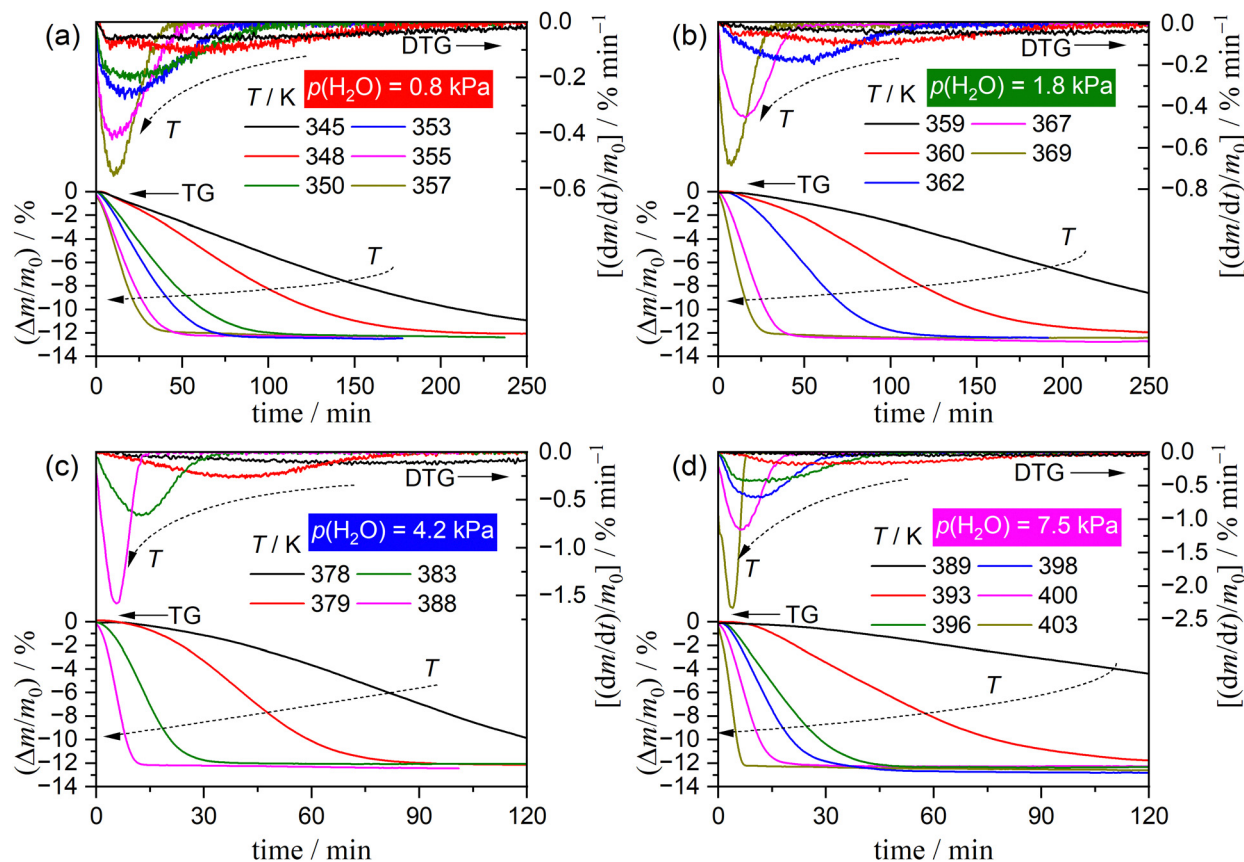 (a)
0.0
−0.2
−0.4
−0.6
DTG
p(H₂O) = 0.8 kPa
T
T / K
345 353
348 355
350 357
TG
T
0
−2
−4
−6
−8
−10
−12
−14
0 50 100 150 200 250
time / min
(Δm/m₀) / %
[(dm/dt)/m₀] / % min⁻¹
(b)
0.0
−0.2
−0.4
−0.6
−0.8
DTG
p(H₂O) = 1.8 kPa
T
T / K
359 367
360 369
362
TG
T
0
−2
−4
−6
−8
−10
−12
−14
0 50 100 150 200 250
time / min
(Δm/m₀) / %
[(dm/dt)/m₀] / % min⁻¹
(c)
0.0
−0.5
−1.0
−1.5
DTG
p(H₂O) = 4.2 kPa
T
T / K
378 383
379 388
TG
0
−2
−4
−6
−8
−10
−12
−14
0 30 60 90 120
time / min
(Δm/m₀) / %
[(dm/dt)/m₀] / % min⁻¹
(d)
0.0
−0.5
−1.0
−1.5
−2.0
−2.5
DTG
p(H₂O) = 7.5 kPa
T
T / K
389 398
393 400
396 403
TG
T
0
−2
−4
−6
−8
−10
−12
−14
0 30 60 90 120
time / min
(Δm/m₀) / %
[(dm/dt)/m₀] / % min⁻¹